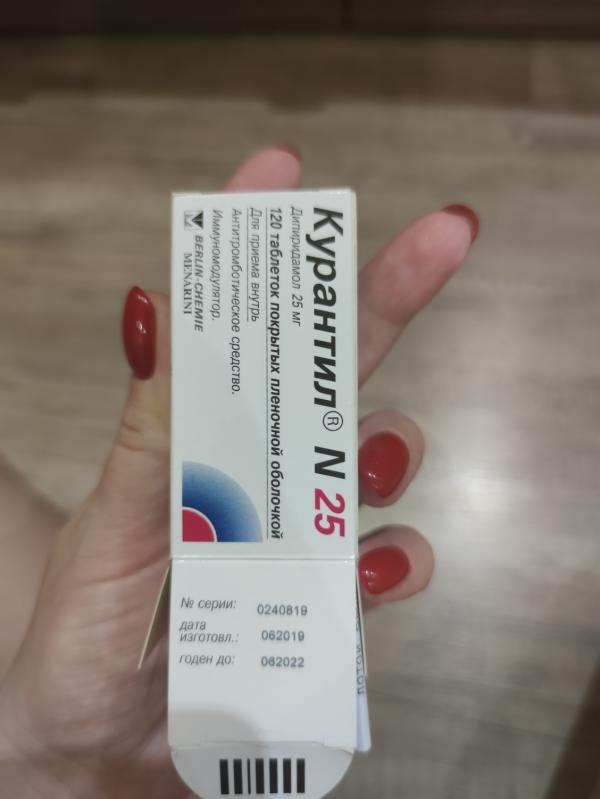 Курантил® N 25
Дипиридамол 25 мг
120 таблеток покрытых пленочной оболочкой
Для приема внутрь
Антитромботическое средство.
Иммуномодулятор.
BERLIN-CHEMIE
MENARINI
№ серии: 0240819
дата
изготовл.: 062019
годен до: 062022